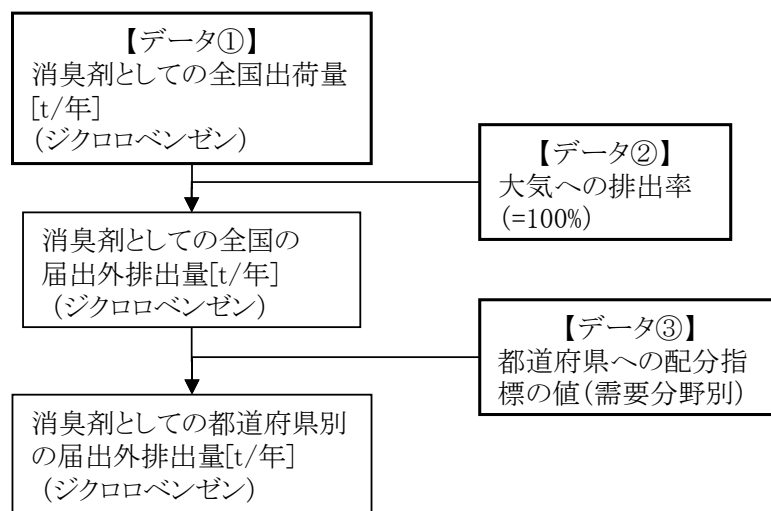 【データ①】
消臭剤としての全国出荷量
[t/年]
(ジクロロベンゼン)
【データ②】
大気への排出率
(=100%)
消臭剤としての全国の
届出外排出量[t/年]
(ジクロロベンゼン)
【データ③】
都道府県への配分指
標の値(需要分野別)
消臭剤としての都道府県別
の届出外排出量[t/年]
(ジクロロベンゼン)